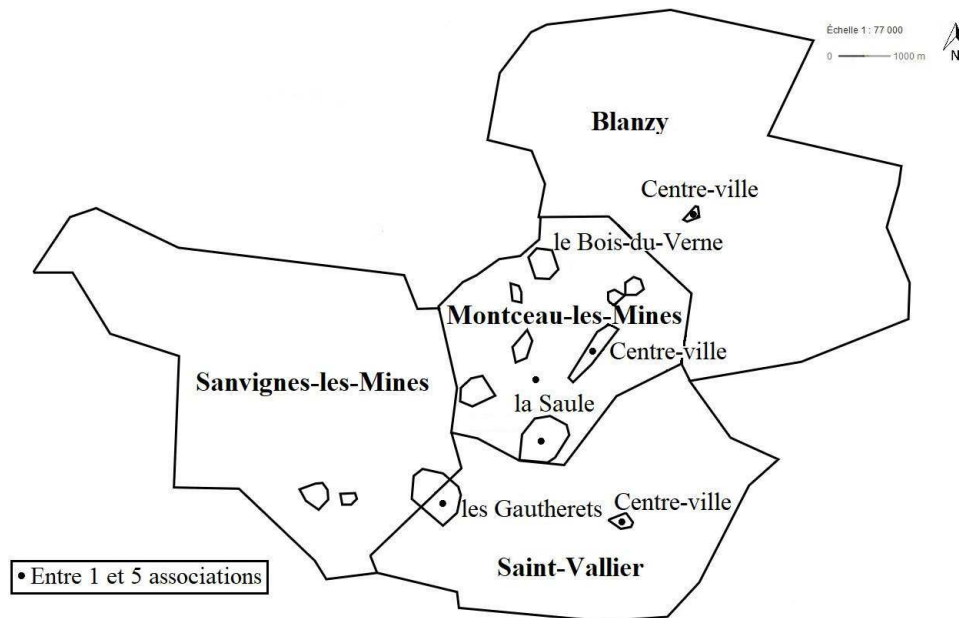 Échelle 1 : 77 000
0 1000 m
N
Blanzy
Centre-ville
le Bois-du-Verne
Montceau-les-Mines
Centre-ville
Sanvignes-les-Mines
la Saule
les Gautherets
Centre-ville
Saint-Vallier
• Entre 1 et 5 associations